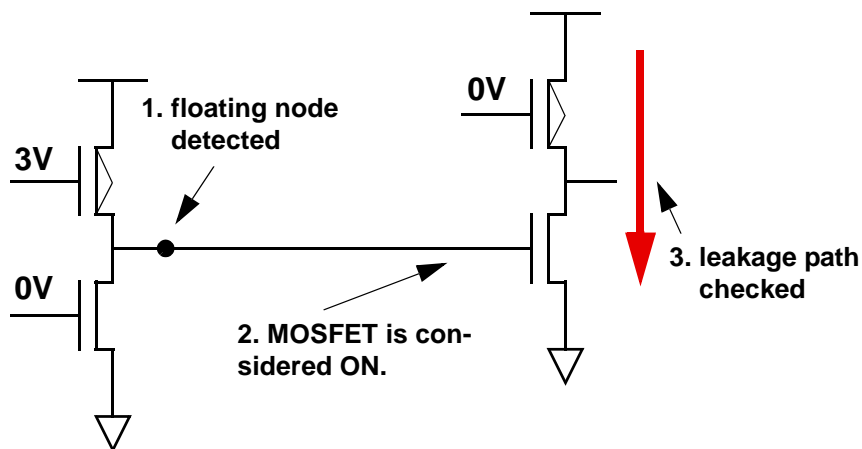 1. floating node
detected
0V
3V
0V
2. MOSFET is con-
sidered ON.
3. leakage path
checked